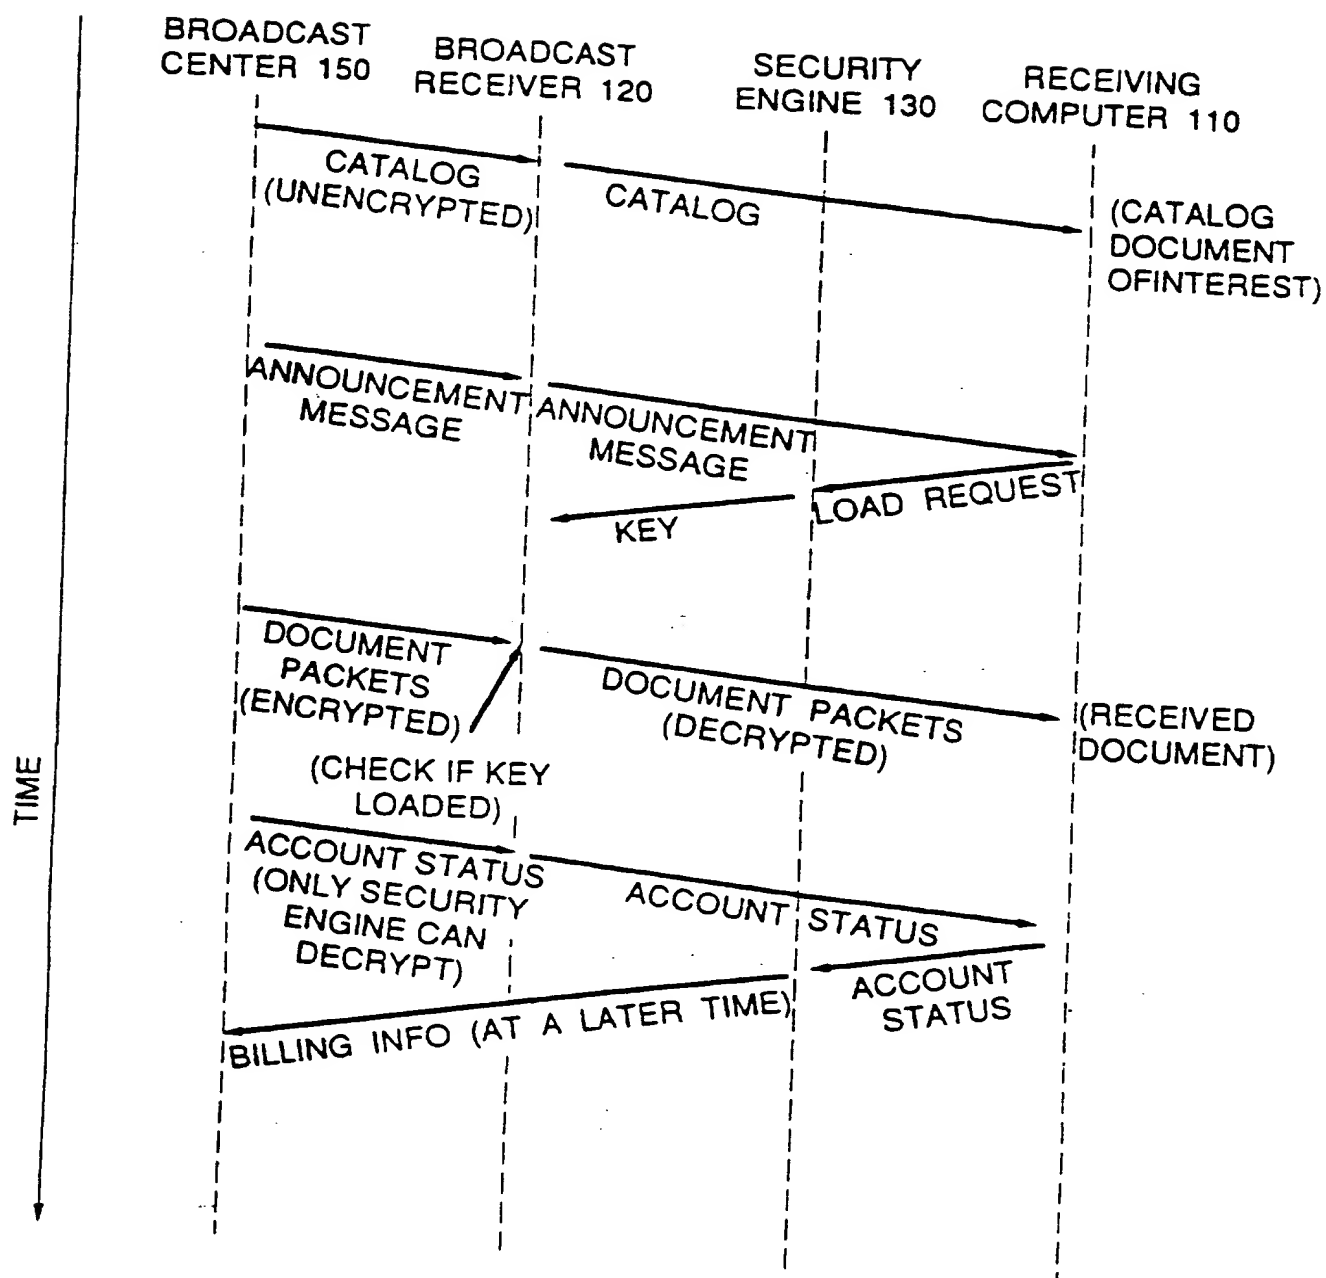 BROADCAST
CENTER 150
BROADCAST
RECEIVER 120
SECURITY
ENGINE 130
RECEIVING
COMPUTER 110
CATALOG
(UNENCRYPTED)
CATALOG
(CATALOG
DOCUMENT
OFINTEREST)
ANNOUNCEMENT
MESSAGE
ANNOUNCEMENT
MESSAGE
LOAD REQUEST
KEY
DOCUMENT
PACKETS
(ENCRYPTED)
DOCUMENT PACKETS
(DECRYPTED)
(RECEIVED
DOCUMENT)
(CHECK IF KEY
LOADED)
TIME
ACCOUNT STATUS
(ONLY SECURITY
ENGINE CAN
DECRYPT)
ACCOUNT STATUS
ACCOUNT
STATUS
BILLING INFO (AT A LATER TIME)